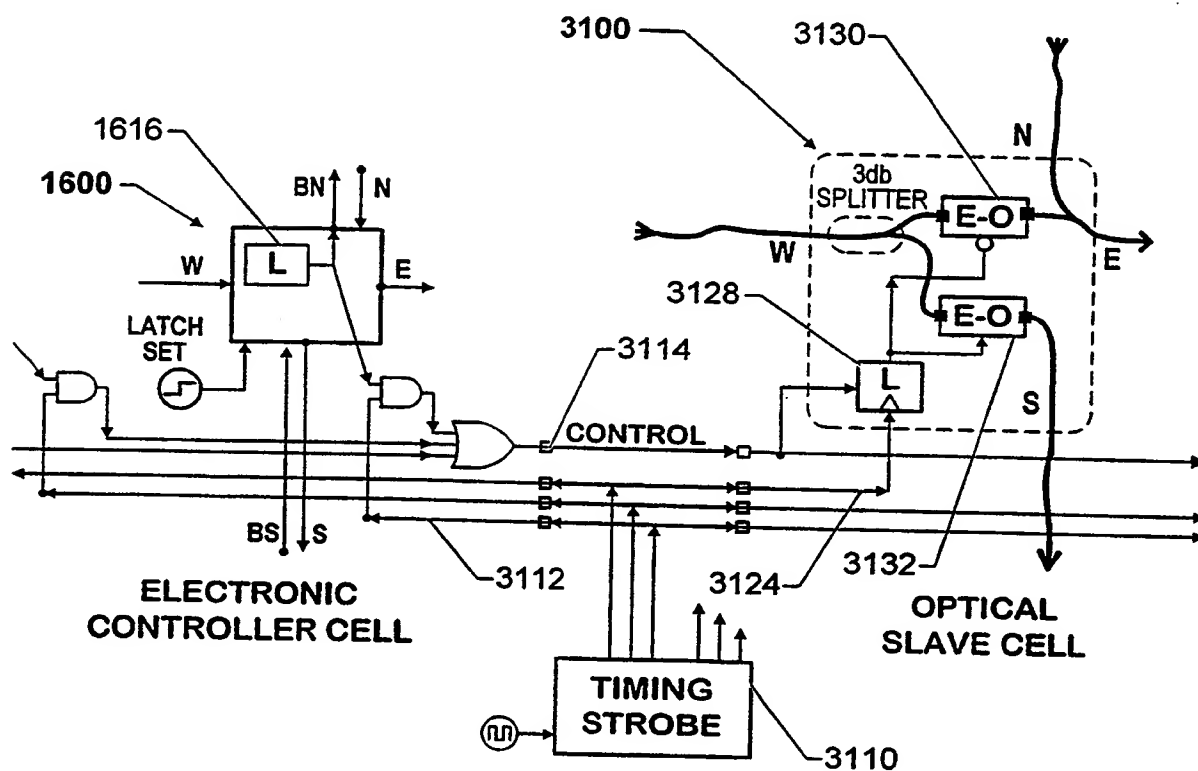 3100
3130
1616
1600
BN
N
N
3db
SPLITTER
E-O
W
L
E
W
E
LATCH
SET
3128
E-O
3114
L
S
CONTROL
BS
S
3112
3124
3132
ELECTRONIC
CONTROLLER CELL
OPTICAL
SLAVE CELL
TIMING
STROBE
3110